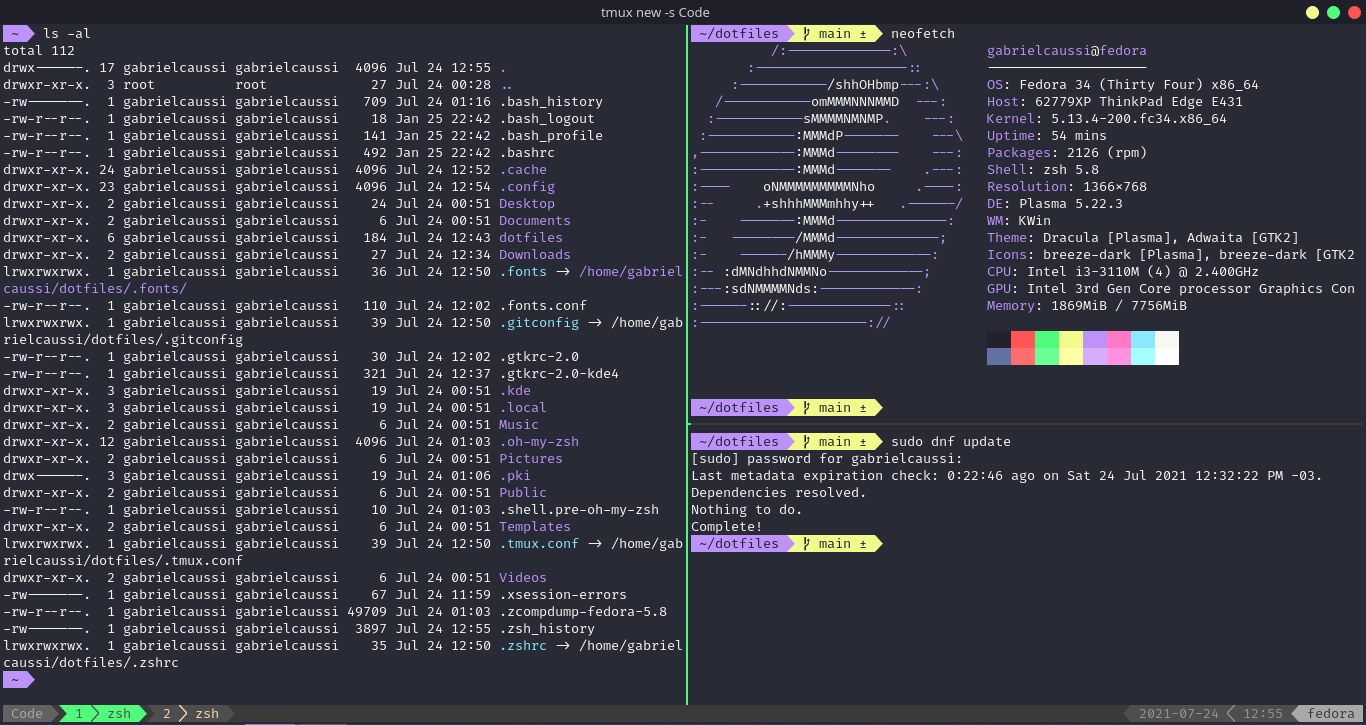 tmux new -s Code
~ ls -al
total 112
drwx------. 17 gabrielcaussi gabrielcaussi 4096 Jul 24 12:55 .
drwxr-xr-x. 3 root root 27 Jul 24 00:28 ..
-rw-------. 1 gabrielcaussi gabrielcaussi 709 Jul 24 01:16 .bash_history
-rw-r--r--. 1 gabrielcaussi gabrielcaussi 18 Jan 25 22:42 .bash_logout
-rw-r--r--. 1 gabrielcaussi gabrielcaussi 141 Jan 25 22:42 .bash_profile
-rw-r--r--. 1 gabrielcaussi gabrielcaussi 492 Jan 25 22:42 .bashrc
drwxr-xr-x. 24 gabrielcaussi gabrielcaussi 4096 Jul 24 12:52 .cache
drwxr-xr-x. 23 gabrielcaussi gabrielcaussi 4096 Jul 24 12:54 .config
drwxr-xr-x. 2 gabrielcaussi gabrielcaussi 24 Jul 24 00:51 Desktop
drwxr-xr-x. 2 gabrielcaussi gabrielcaussi 6 Jul 24 00:51 Documents
drwxr-xr-x. 6 gabrielcaussi gabrielcaussi 184 Jul 24 12:43 dotfiles
drwxr-xr-x. 2 gabrielcaussi gabrielcaussi 27 Jul 24 12:34 Downloads
lrwxrwxrwx. 1 gabrielcaussi gabrielcaussi 36 Jul 24 12:50 .fonts -> /home/gabriel
caussi/dotfiles/.fonts/
-rw-r--r--. 1 gabrielcaussi gabrielcaussi 110 Jul 24 12:02 .fonts.conf
lrwxrwxrwx. 1 gabrielcaussi gabrielcaussi 39 Jul 24 12:50 .gitconfig -> /home/gab
rielcaussi/dotfiles/.gitconfig
-rw-r--r--. 1 gabrielcaussi gabrielcaussi 30 Jul 24 12:02 .gtkrc-2.0
-rw-r--r--. 1 gabrielcaussi gabrielcaussi 321 Jul 24 12:37 .gtkrc-2.0-kde4
drwxr-xr-x. 3 gabrielcaussi gabrielcaussi 19 Jul 24 00:51 .kde
drwxr-xr-x. 3 gabrielcaussi gabrielcaussi 19 Jul 24 00:51 .local
drwxr-xr-x. 2 gabrielcaussi gabrielcaussi 6 Jul 24 00:51 Music
drwxr-xr-x. 12 gabrielcaussi gabrielcaussi 4096 Jul 24 01:03 .oh-my-zsh
drwxr-xr-x. 2 gabrielcaussi gabrielcaussi 6 Jul 24 00:51 Pictures
drwx------. 3 gabrielcaussi gabrielcaussi 19 Jul 24 01:06 .pki
drwxr-xr-x. 2 gabrielcaussi gabrielcaussi 6 Jul 24 00:51 Public
-rw-r--r--. 1 gabrielcaussi gabrielcaussi 10 Jul 24 01:03 .shell.pre-oh-my-zsh
drwxr-xr-x. 2 gabrielcaussi gabrielcaussi 6 Jul 24 00:51 Templates
lrwxrwxrwx. 1 gabrielcaussi gabrielcaussi 39 Jul 24 12:50 .tmux.conf -> /home/gab
rielcaussi/dotfiles/.tmux.conf
drwxr-xr-x. 2 gabrielcaussi gabrielcaussi 6 Jul 24 00:51 Videos
-rw-------. 1 gabrielcaussi gabrielcaussi 67 Jul 24 11:59 .xsession-errors
-rw-r--r--. 1 gabrielcaussi gabrielcaussi 49709 Jul 24 01:03 .zcompdump-fedora-5.8
-rw-------. 1 gabrielcaussi gabrielcaussi 3897 Jul 24 12:55 .zsh_history
lrwxrwxrwx. 1 gabrielcaussi gabrielcaussi 35 Jul 24 12:50 .zshrc -> /home/gabriel
caussi/dotfiles/.zshrc
~
~/dotfiles main ± neofetch
/:-------------:\ gabrielcaussi@fedora
:-------------------:: --------------------
:-----------/shhOHbmp---:\ OS: Fedora 34 (Thirty Four) x86_64
/-----------omMMMNNNMMD ---: Host: 62779XP ThinkPad Edge E431
:-----------sMMMMNMNMP. ---: Kernel: 5.13.4-200.fc34.x86_64
:-----------:MMMdP------- ---\ Uptime: 54 mins
,------------:MMMd-------- ---: Packages: 2126 (rpm)
:------------:MMMd------- .---: Shell: zsh 5.8
:---- oNMMMMMMMMMNho .----: Resolution: 1366×768
:-- .+shhhMMMmhhy++ .------/ DE: Plasma 5.22.3
:- -------:MMMd--------------: WM: KWin
:- --------/MMMd-------------; Theme: Dracula [Plasma], Adwaita [GTK2]
:- ------/hMMMy------------: Icons: breeze-dark [Plasma], breeze-dark [GTK2
:-- :dMNdhhdNMMNo------------; CPU: Intel i3-3110M (4) @ 2.400GHz
:---:sdNMMMMNds:------------: GPU: Intel 3rd Gen Core processor Graphics Con
:------:://:-------------:: Memory: 1869MiB / 7756MiB
:---------------------://
~/dotfiles main ±
~/dotfiles main ± sudo dnf update
[sudo] password for gabrielcaussi:
Last metadata expiration check: 0:22:46 ago on Sat 24 Jul 2021 12:32:22 PM -03.
Dependencies resolved.
Nothing to do.
Complete!
~/dotfiles main ±
Code 1 zsh 2 zsh 2021-07-24 12:55 fedora